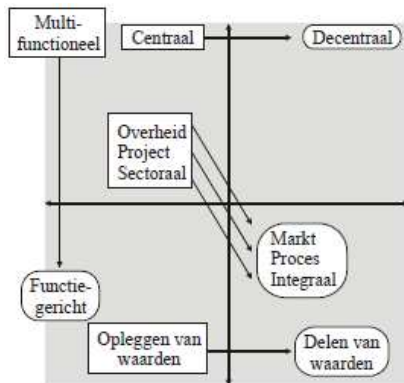 Multi-
functioneel
Centraal
Decentraal
Overheid
Project
Sectoraal
Markt
Proces
Integraal
Functie-
gericht
Opleggen van
waarden
Delen van
waarden